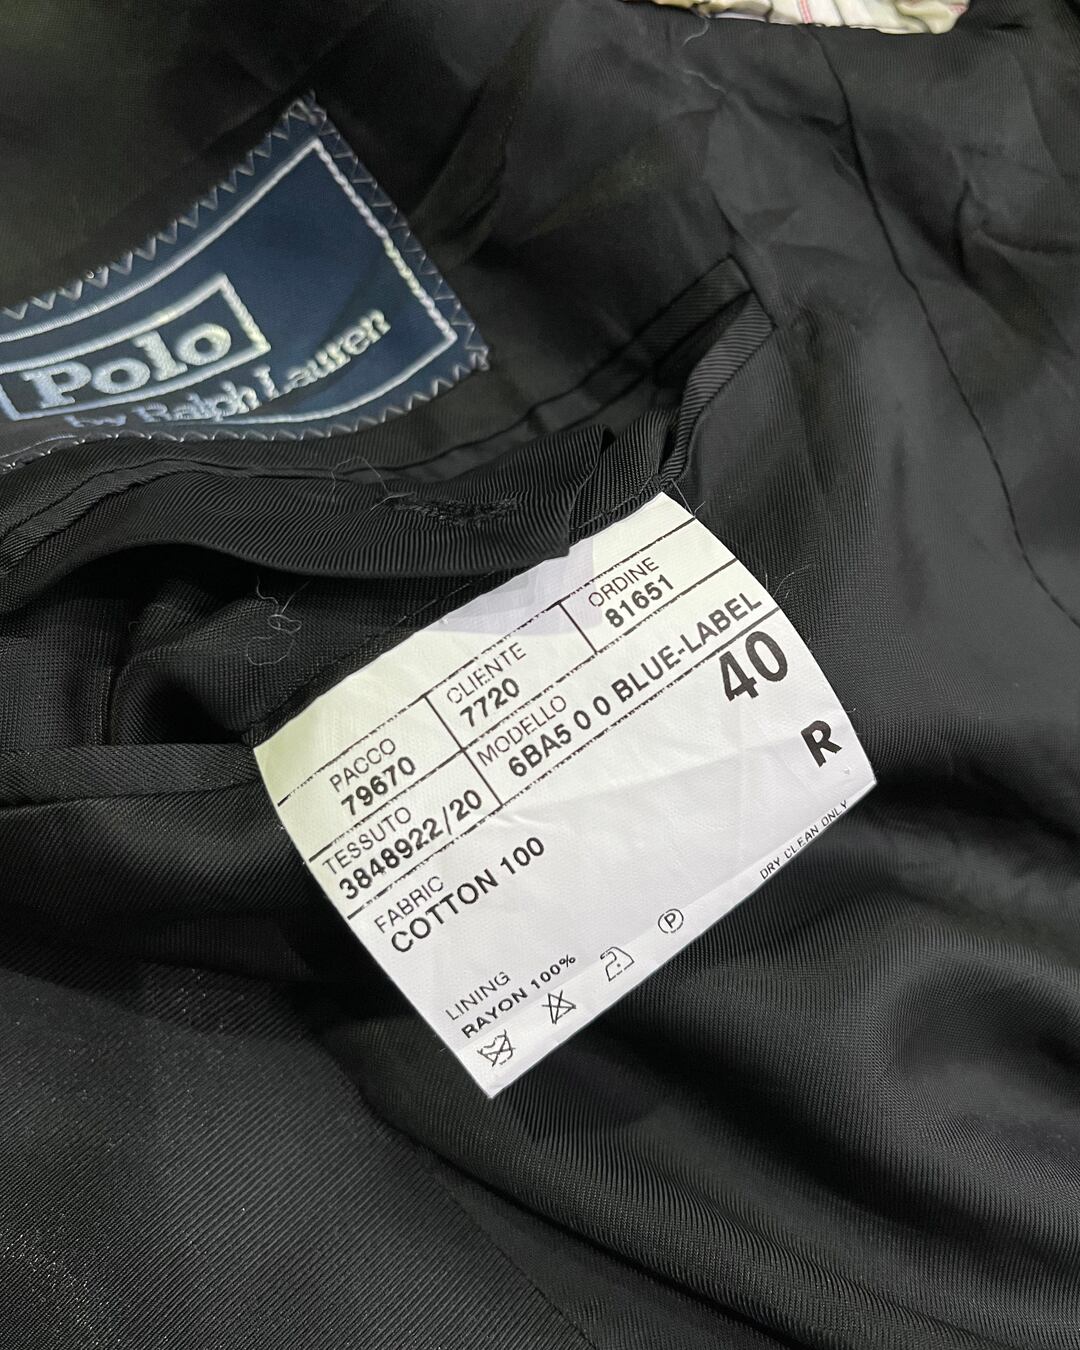 Polo
by Ralph Lauren
PACCO
79670
CLIENTE
7720
ORDINE
81651
TESSUTO
3848922/20
MODELLO
6BA5 0 0 BLUE-LABEL
FABRIC
COTTON 100
40
R
LINING
RAYON 100%
P
DRY CLEAN ONLY